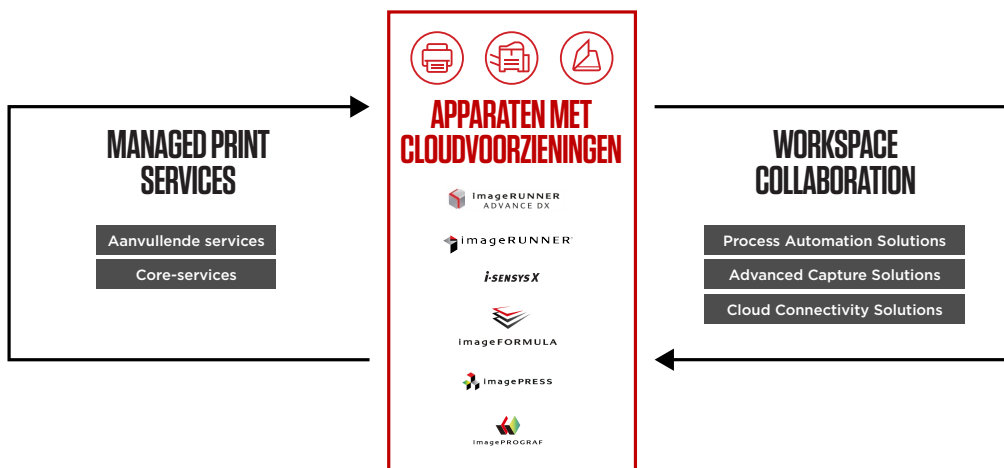 MANAGED PRINT
SERVICES
Aanvullende services
Core-services
APPARATEN MET
CLOUDVOORZIENINGEN
imageRUNNER
ADVANCE DX
imageRUNNER
i-SENSYS X
imageFORMULA
imagePRESS
imagePROGRAF
WORKSPACE
COLLABORATION
Process Automation Solutions
Advanced Capture Solutions
Cloud Connectivity Solutions